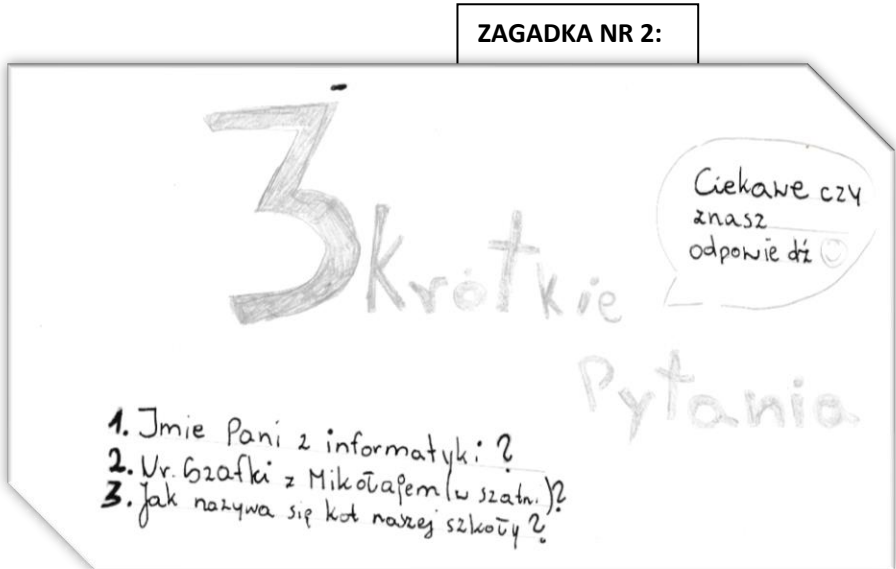 ZAGADKA NR 2:
3 krótkie
Pytania
Ciekawe czy
znasz
odpowiedź
1. Imie Pani z informatyki?
2. Nr. Szafki z Mikołajem (w szatn.)?
3. Jak nazywa się kot naszej szkoły?